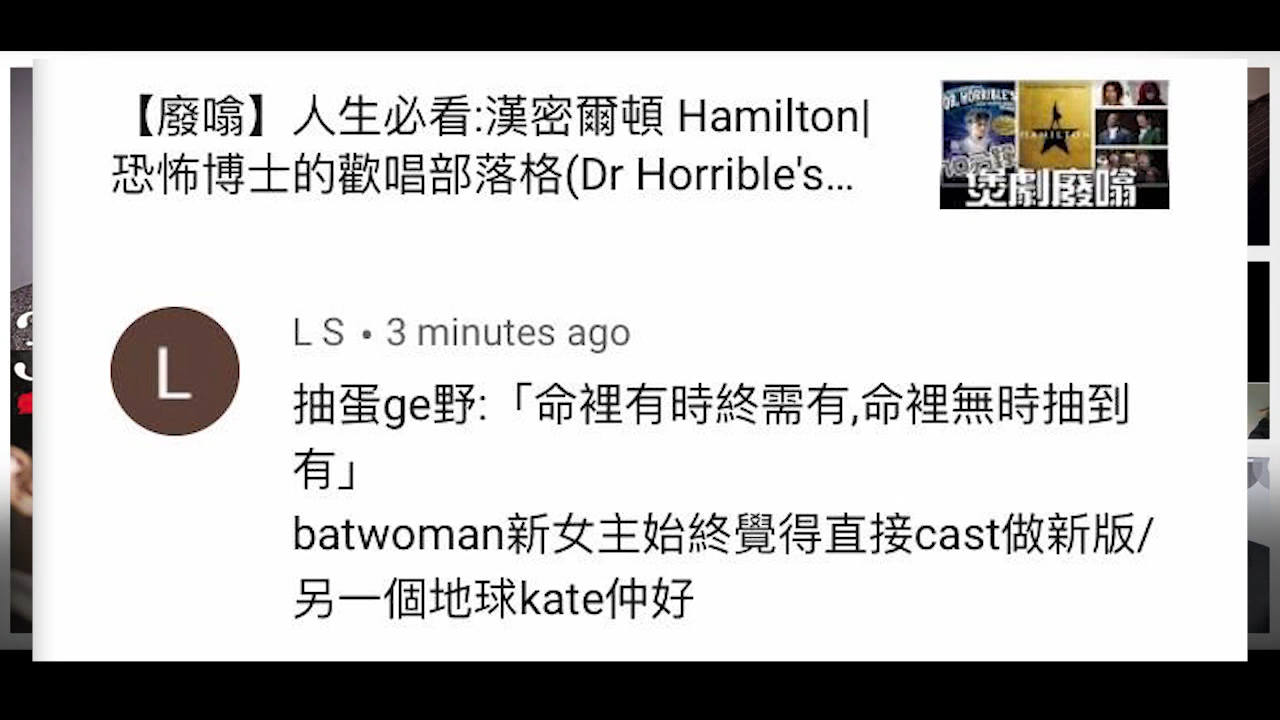 【廢噏】人生必看:漢密爾頓 Hamilton|
恐怖博士的歡唱部落格(Dr Horrible's...
DR. HORRIBLE'S
HAMILTON
煲劇廢噏
L
L S • 3 minutes ago
抽蛋ge野:「命裡有時終需有,命裡無時抽到
有」
batwoman新女主始終覺得直接cast做新版/
另一個地球kate仲好